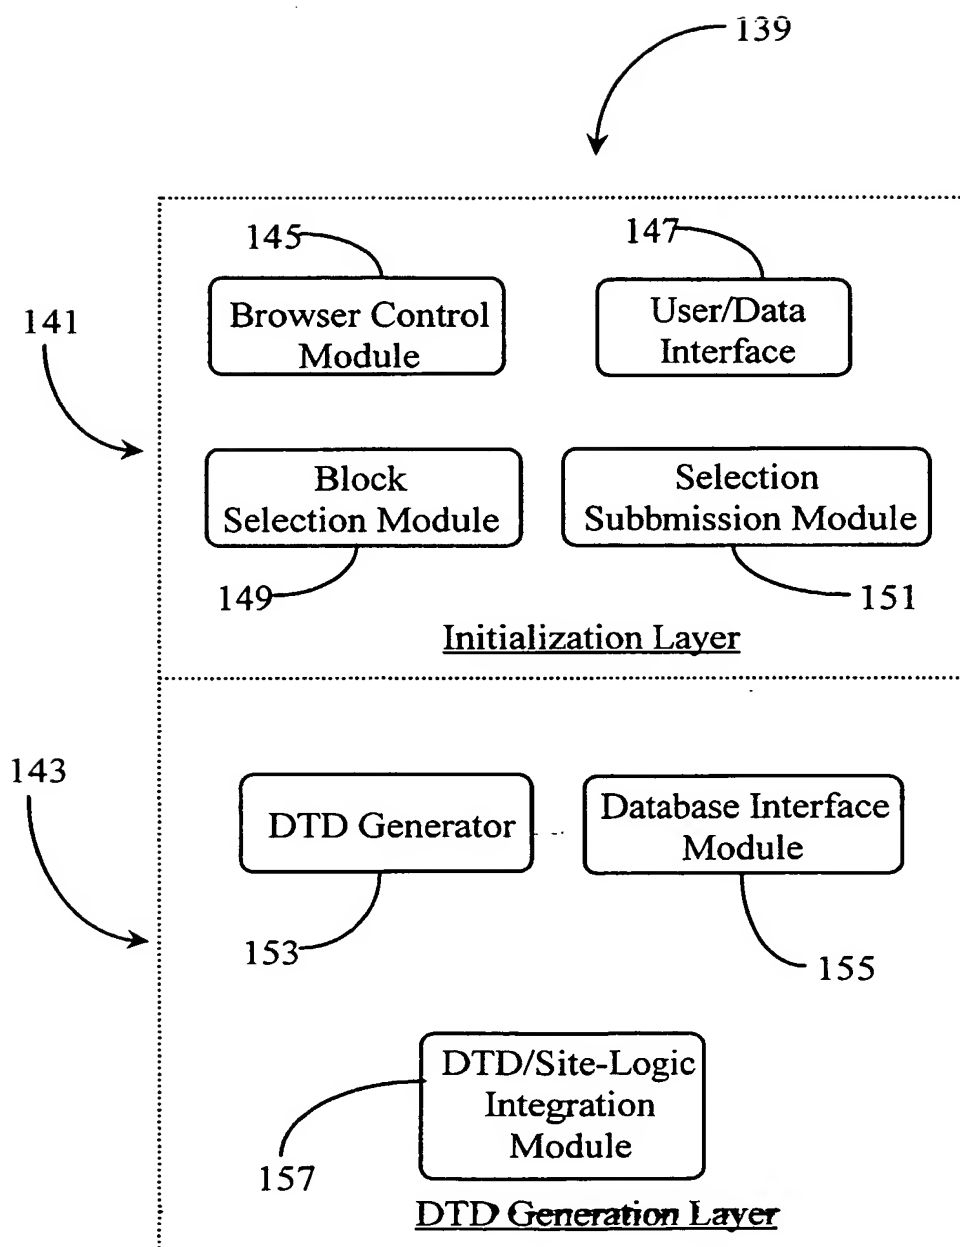 139
145
147
Browser Control
Module
User/Data
Interface
141
Block
Selection Module
Selection
Subbmission Module
149
151
Initialization Layer
143
DTD Generator
Database Interface
Module
153
155
DTD/Site-Logic
Integration
Module
157
DTD Generation Layer